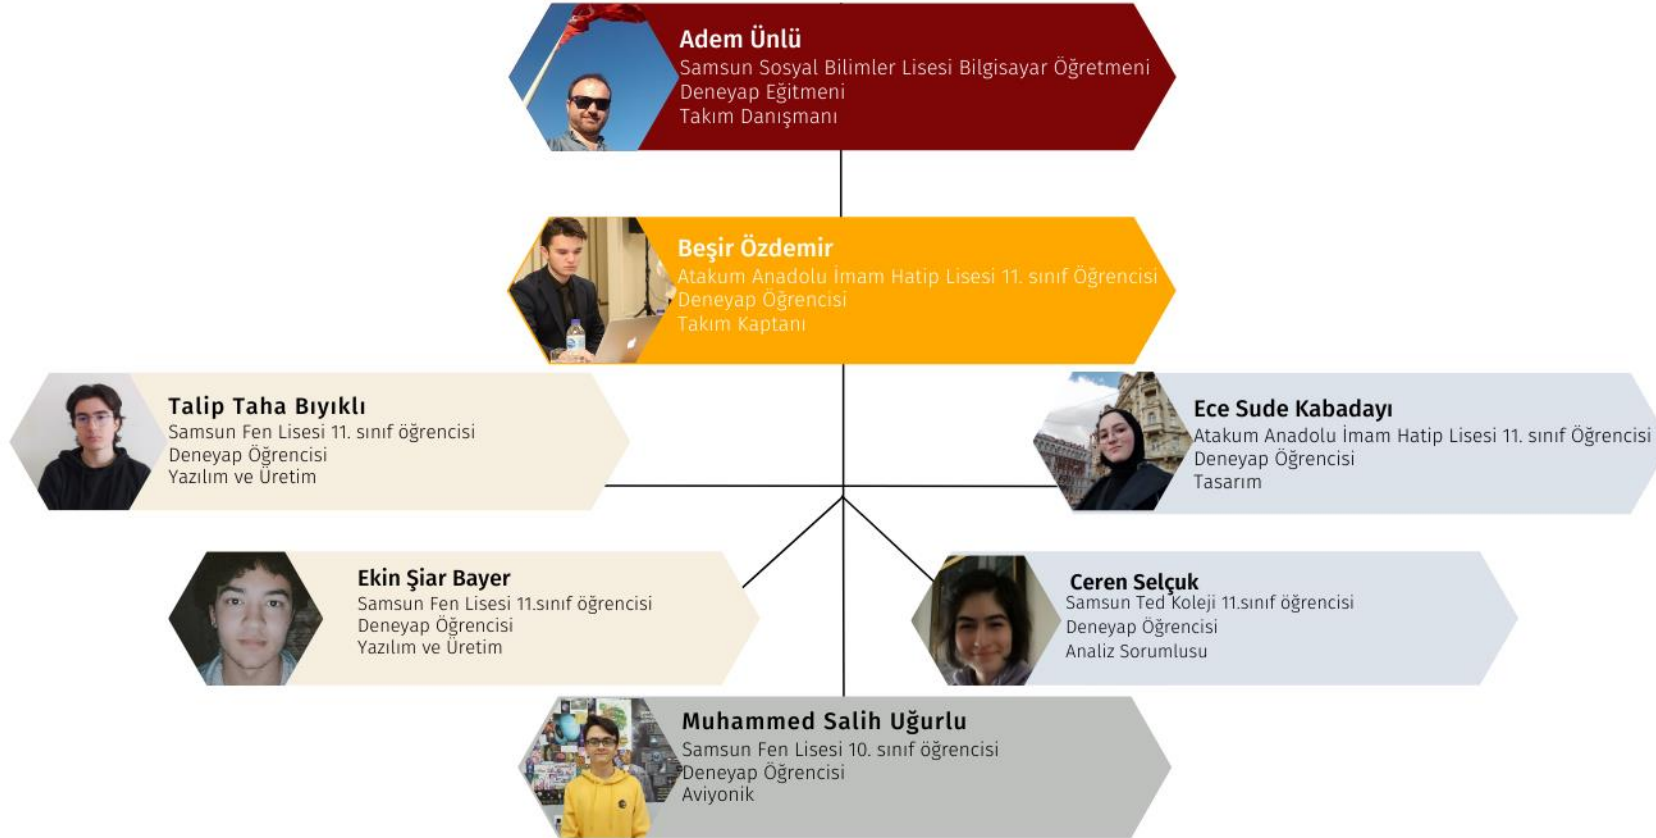 Adem Ünlü
Samsun Sosyal Bilimler Lisesi Bilgisayar Öğretmeni
Deneyap Eğitmeni
Takım Danışmanı
Beşir Özdemir
Atakum Anadolu İmam Hatip Lisesi 11. sınıf Öğrencisi
Deneyap Öğrencisi
Takım Kaptanı
Talip Taha Bıyıklı
Samsun Fen Lisesi 11. sınıf öğrencisi
Deneyap Öğrencisi
Yazılım ve Üretim
Ece Sude Kabadayı
Atakum Anadolu İmam Hatip Lisesi 11. sınıf Öğrencisi
Deneyap Öğrencisi
Tasarım
Ekin Şiar Bayer
Samsun Fen Lisesi 11.sınıf öğrencisi
Deneyap Öğrencisi
Yazılım ve Üretim
Ceren Selçuk
Samsun Ted Koleji 11.sınıf öğrencisi
Deneyap Öğrencisi
Analiz Sorumlusu
Muhammed Salih Uğurlu
Samsun Fen Lisesi 10. sınıf öğrencisi
Deneyap Öğrencisi
Aviyonik